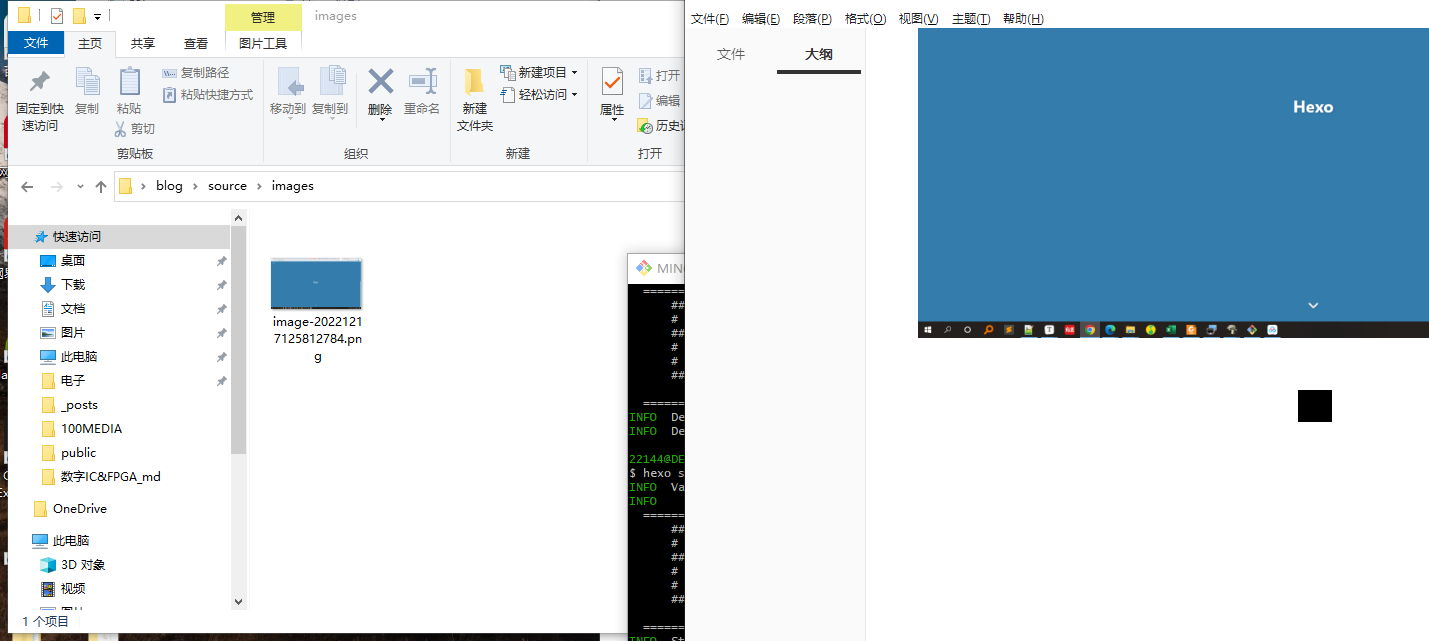 管理
images
文件
主页
共享
查看
图片工具
固定到快
速访问
复制
粘贴
复制路径
粘贴快捷方式
剪切
剪贴板
移动到
复制到
删除
重命名
组织
新建
文件夹
新建项目
轻松访问
新建
属性
打开
编辑
打开
blog
source
images
快速访问
桌面
下载
文档
图片
此电脑
电子
_posts
100MEDIA
public
数字IC&FPGA_md
OneDrive
此电脑
3D 对象
视频
1 个项目
image-2022121
7125812784.pn
g
MIN
=======
##
#
##
#
#
##
=======
INFO De
INFO De
22144@DE
$ hexo s
INFO Va
INFO
=======
##
#
##
#
#
##
=======
文件(F) 编辑(E) 段落(P) 格式(O) 视图(V) 主题(T) 帮助(H)
文件
大纲
Hexo